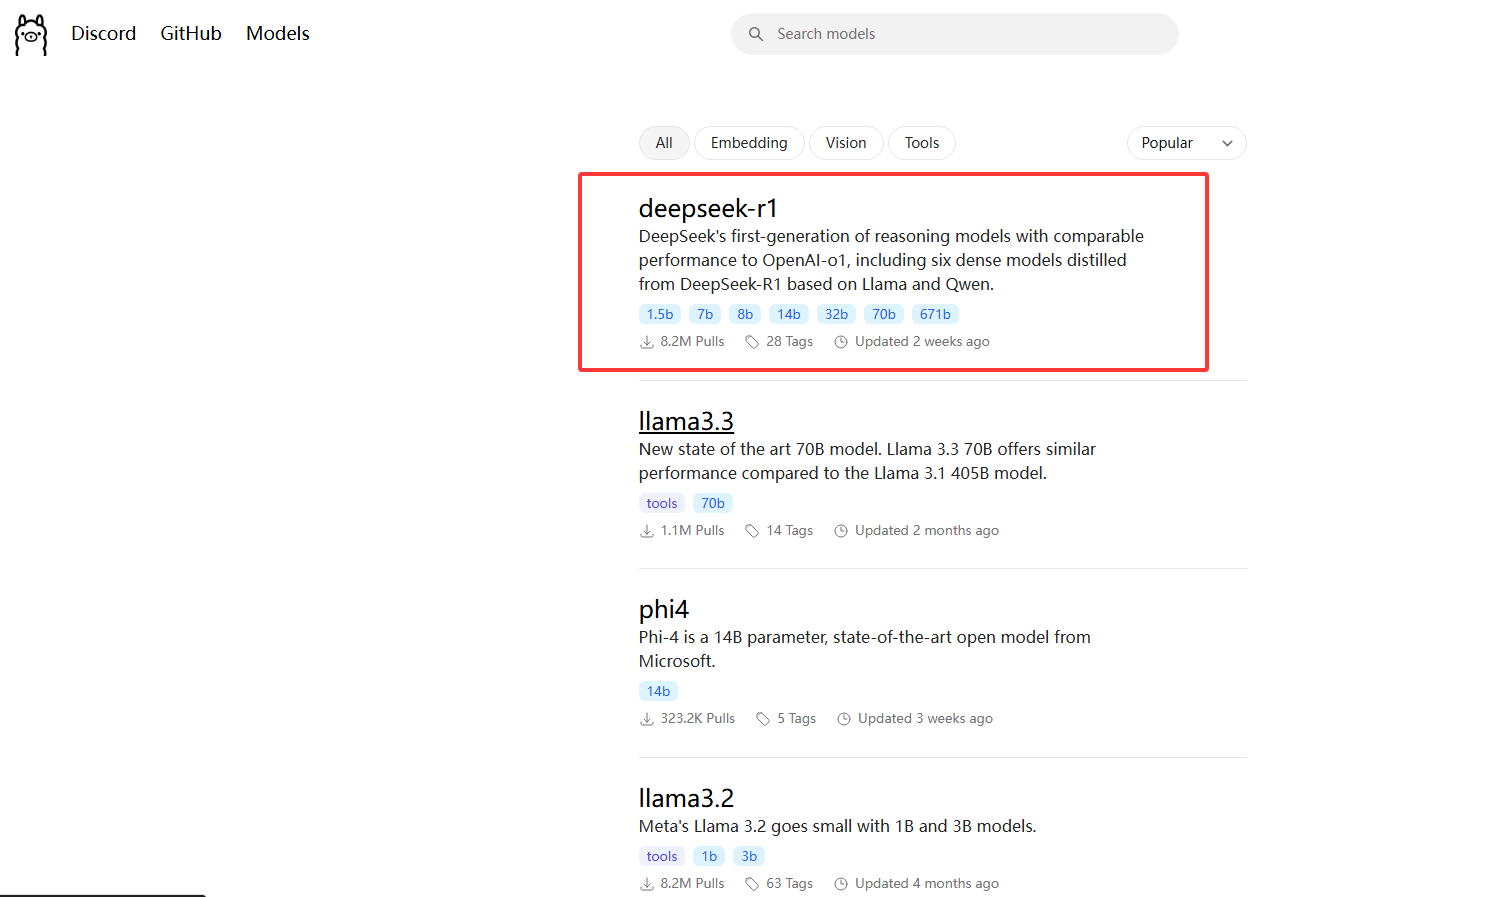 Discord GitHub Models
Search models
All Embedding Vision Tools Popular
deepseek-r1
DeepSeek's first-generation of reasoning models with comparable
performance to OpenAI-o1, including six dense models distilled
from DeepSeek-R1 based on Llama and Qwen.
1.5b 7b 8b 14b 32b 70b 671b
8.2M Pulls 28 Tags Updated 2 weeks ago
llama3.3
New state of the art 70B model. Llama 3.3 70B offers similar
performance compared to the Llama 3.1 405B model.
tools 70b
1.1M Pulls 14 Tags Updated 2 months ago
phi4
Phi-4 is a 14B parameter, state-of-the-art open model from
Microsoft.
14b
323.2K Pulls 5 Tags Updated 3 weeks ago
llama3.2
Meta's Llama 3.2 goes small with 1B and 3B models.
tools 1b 3b
8.2M Pulls 63 Tags Updated 4 months ago